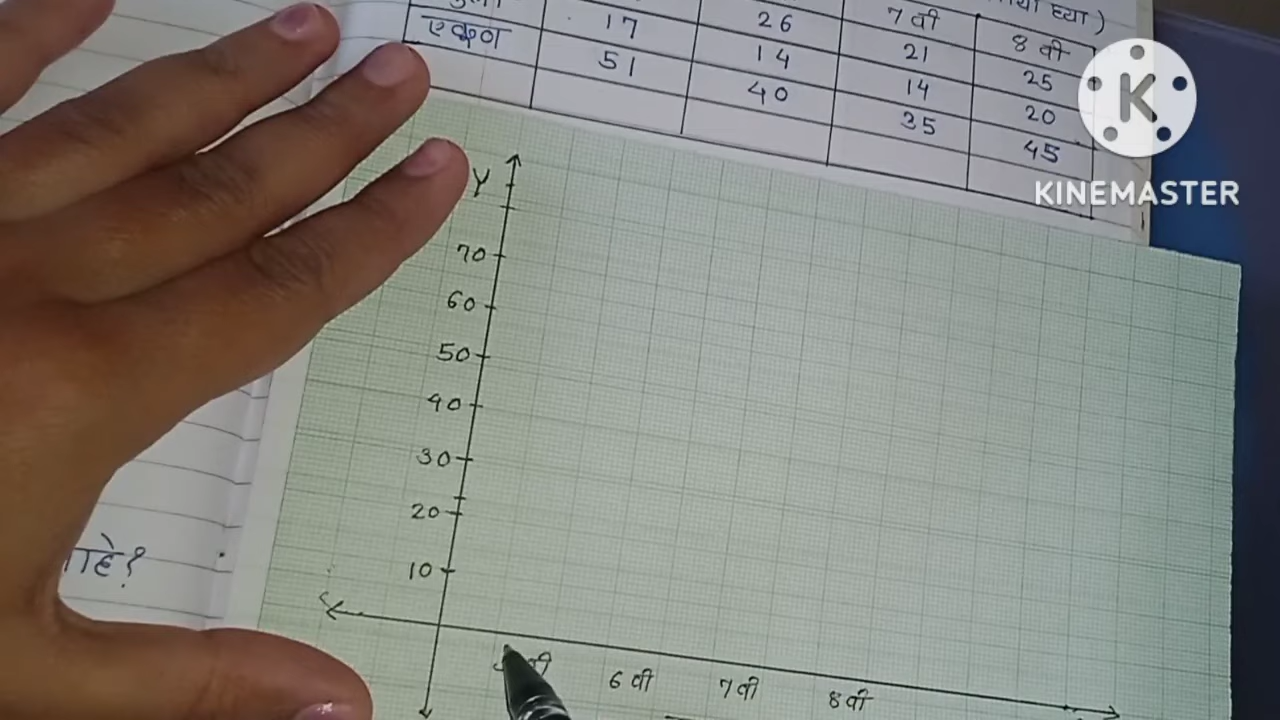 घ्या )
7 वी 8 वी
17 26 21 25
एकूण 51 14 14 20
40 35 45
K
KINEMASTER
Y
70
60
50
40
30
20
10
वी 6 वी 7 वी 8 वी